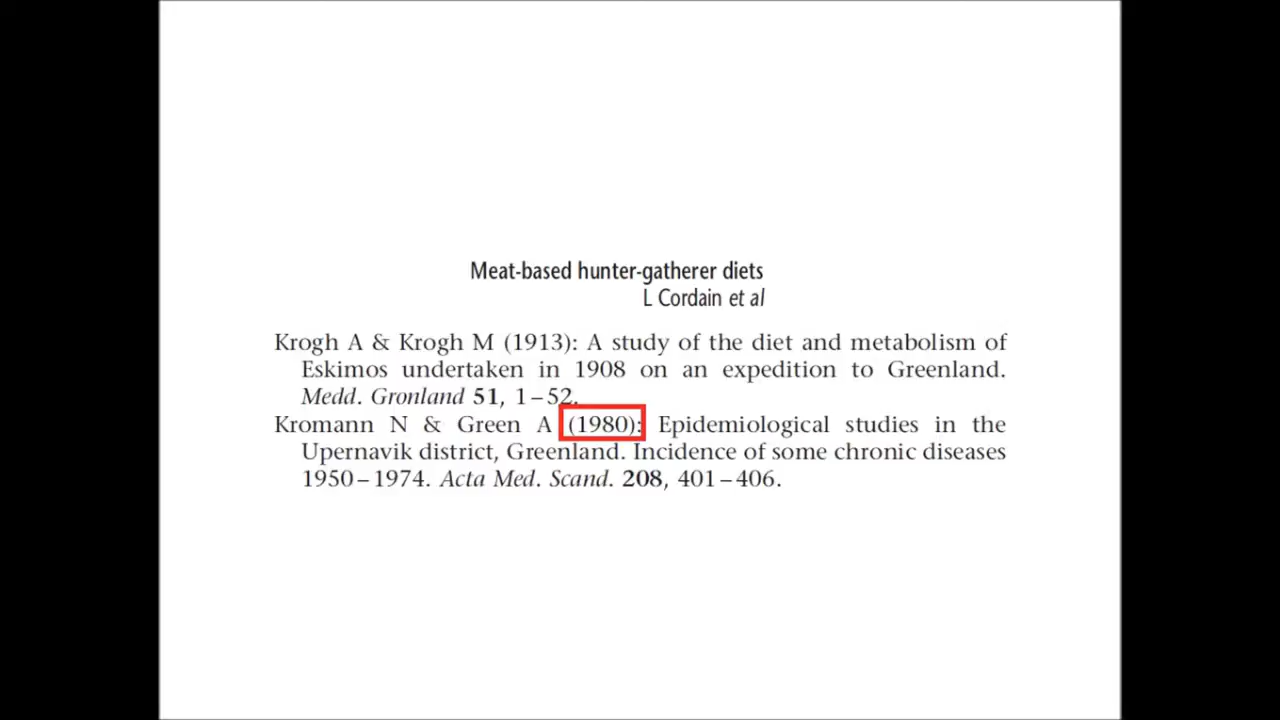 Meat-based hunter-gatherer diets
L Cordain et al
Krogh A & Krogh M (1913): A study of the diet and metabolism of
Eskimos undertaken in 1908 on an expedition to Greenland.
Medd. Gronland 51, 1–52.
Kromann N & Green A (1980): Epidemiological studies in the
Upernavik district, Greenland. Incidence of some chronic diseases
1950–1974. Acta Med. Scand. 208, 401–406.